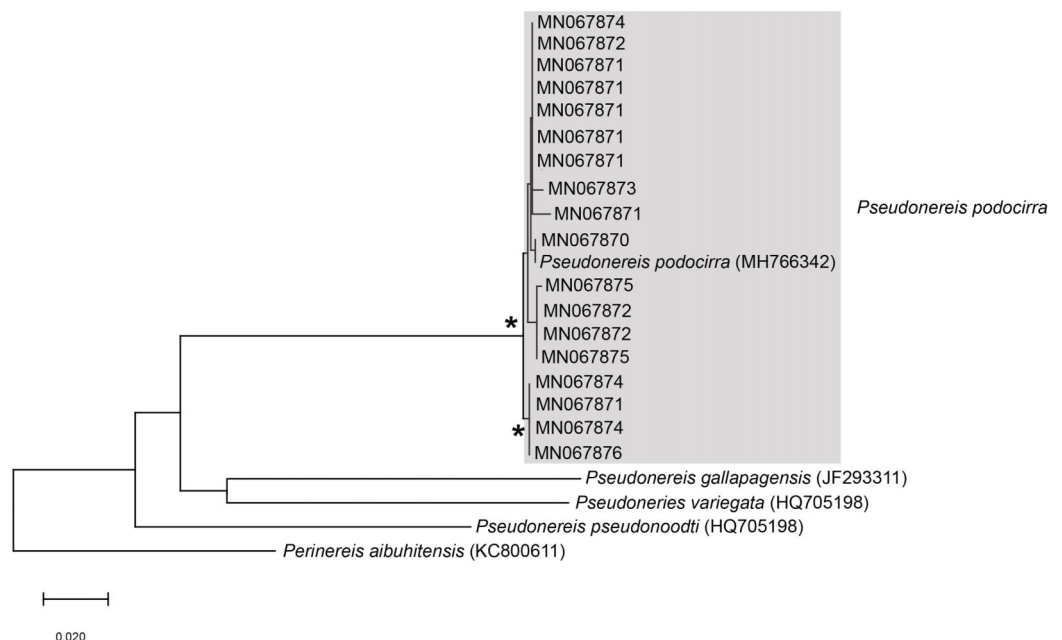 MN067874
MN067872
MN067871
MN067871
MN067871
MN067871
MN067871
MN067873
MN067871
Pseudonereis podocirra
MN067870
Pseudonereis podocirra (MH766342)
MN067875
MN067872
MN067872
*
MN067875
MN067874
MN067871
MN067874
*
MN067876
Pseudonereis gallapagensis (JF293311)
Pseudoneries variegata (HQ705198)
Pseudonereis pseudonoodti (HQ705198)
Perinereis aibuhitensis (KC800611)
0.020